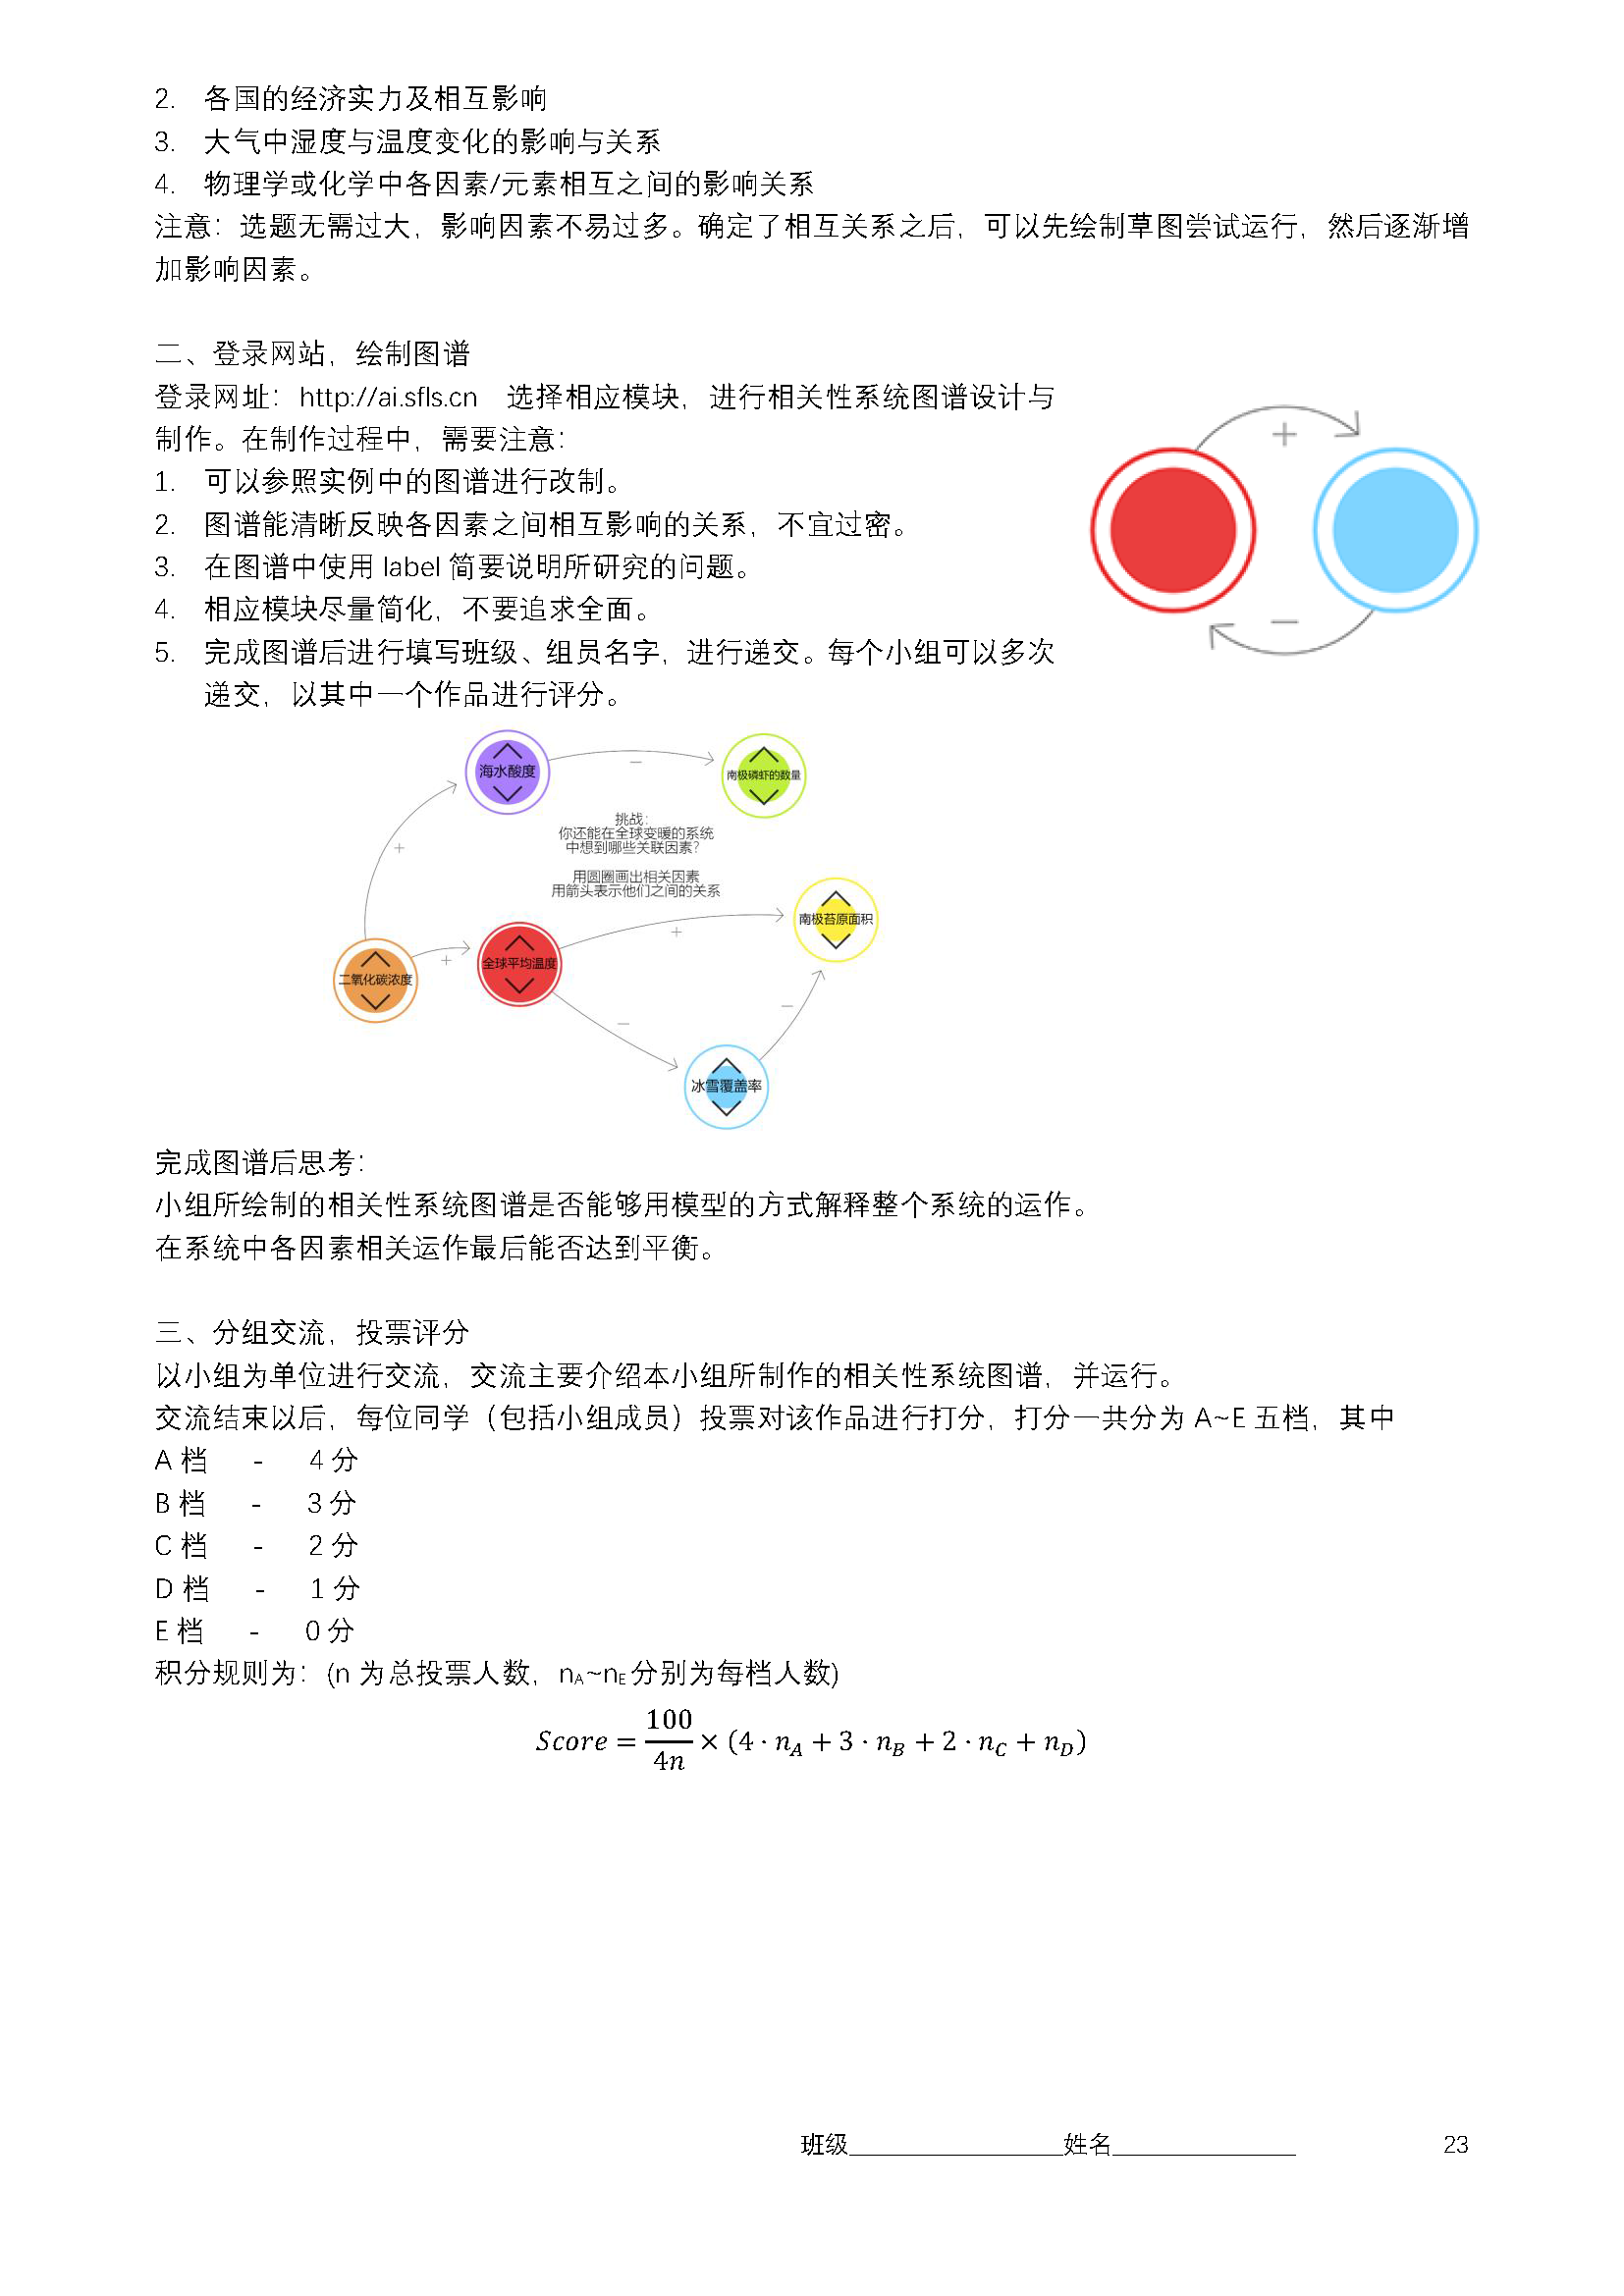 2. 各国的经济实力及相互影响
3. 大气中湿度与温度变化的影响与关系
4. 物理学或化学中各因素/元素相互之间的影响关系
注意：选题无需过大，影响因素不易过多。确定了相互关系之后，可以先绘制草图尝试运行，然后逐渐增
加影响因素。
二、登录网站，绘制图谱
登录网址：http://ai.sfls.cn 选择相应模块，进行相关性系统图谱设计与
制作。在制作过程中，需要注意：
1. 可以参照实例中的图谱进行改制。
2. 图谱能清晰反映各因素之间相互影响的关系，不宜过密。
3. 在图谱中使用 label 简要说明所研究的问题。
4. 相应模块尽量简化，不要追求全面。
5. 完成图谱后进行填写班级、组员名字，进行递交。每个小组可以多次
递交，以其中一个作品进行评分。
+
−
海水酸度
−
南极磷虾的数量
+
挑战：
你还能在全球变暖的系统
中想到哪些关联因素？
用圆圈画出相关因素
用箭头表示他们之间的关系
南极苔原面积
+
二氧化碳浓度
+
全球平均温度
−
−
冰雪覆盖率
完成图谱后思考：
小组所绘制的相关性系统图谱是否能够用模型的方式解释整个系统的运作。
在系统中各因素相关运作最后能否达到平衡。
三、分组交流，投票评分
以小组为单位进行交流，交流主要介绍本小组所制作的相关性系统图谱，并运行。
交流结束以后，每位同学（包括小组成员）投票对该作品进行打分，打分一共分为 A~E 五档，其中
A 档 - 4 分
B 档 - 3 分
C 档 - 2 分
D 档 - 1 分
E 档 - 0 分
积分规则为：(n 为总投票人数，nA~nE 分别为每档人数)
Score = 100/4n × (4 · nA + 3 · nB + 2 · nC + nD)
班级________________姓名______________ 23